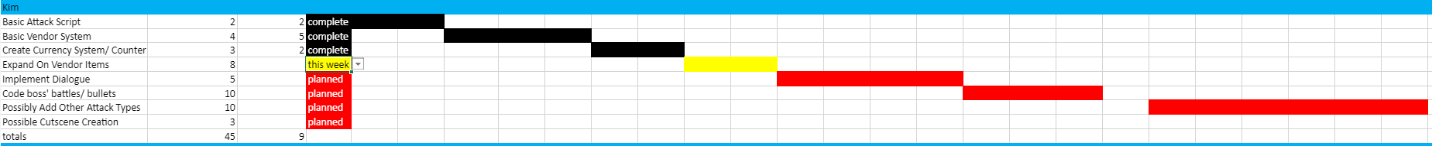 Kim
Basic Attack Script 2 2 complete
Basic Vendor System 4 5 complete
Create Currency System/ Counter 3 2 complete
Expand On Vendor Items 8 this week
Implement Dialogue 5 planned
Code boss' battles/ bullets 10 planned
Possibly Add Other Attack Types 10 planned
Possible Cutscene Creation 3 planned
totals 45 9